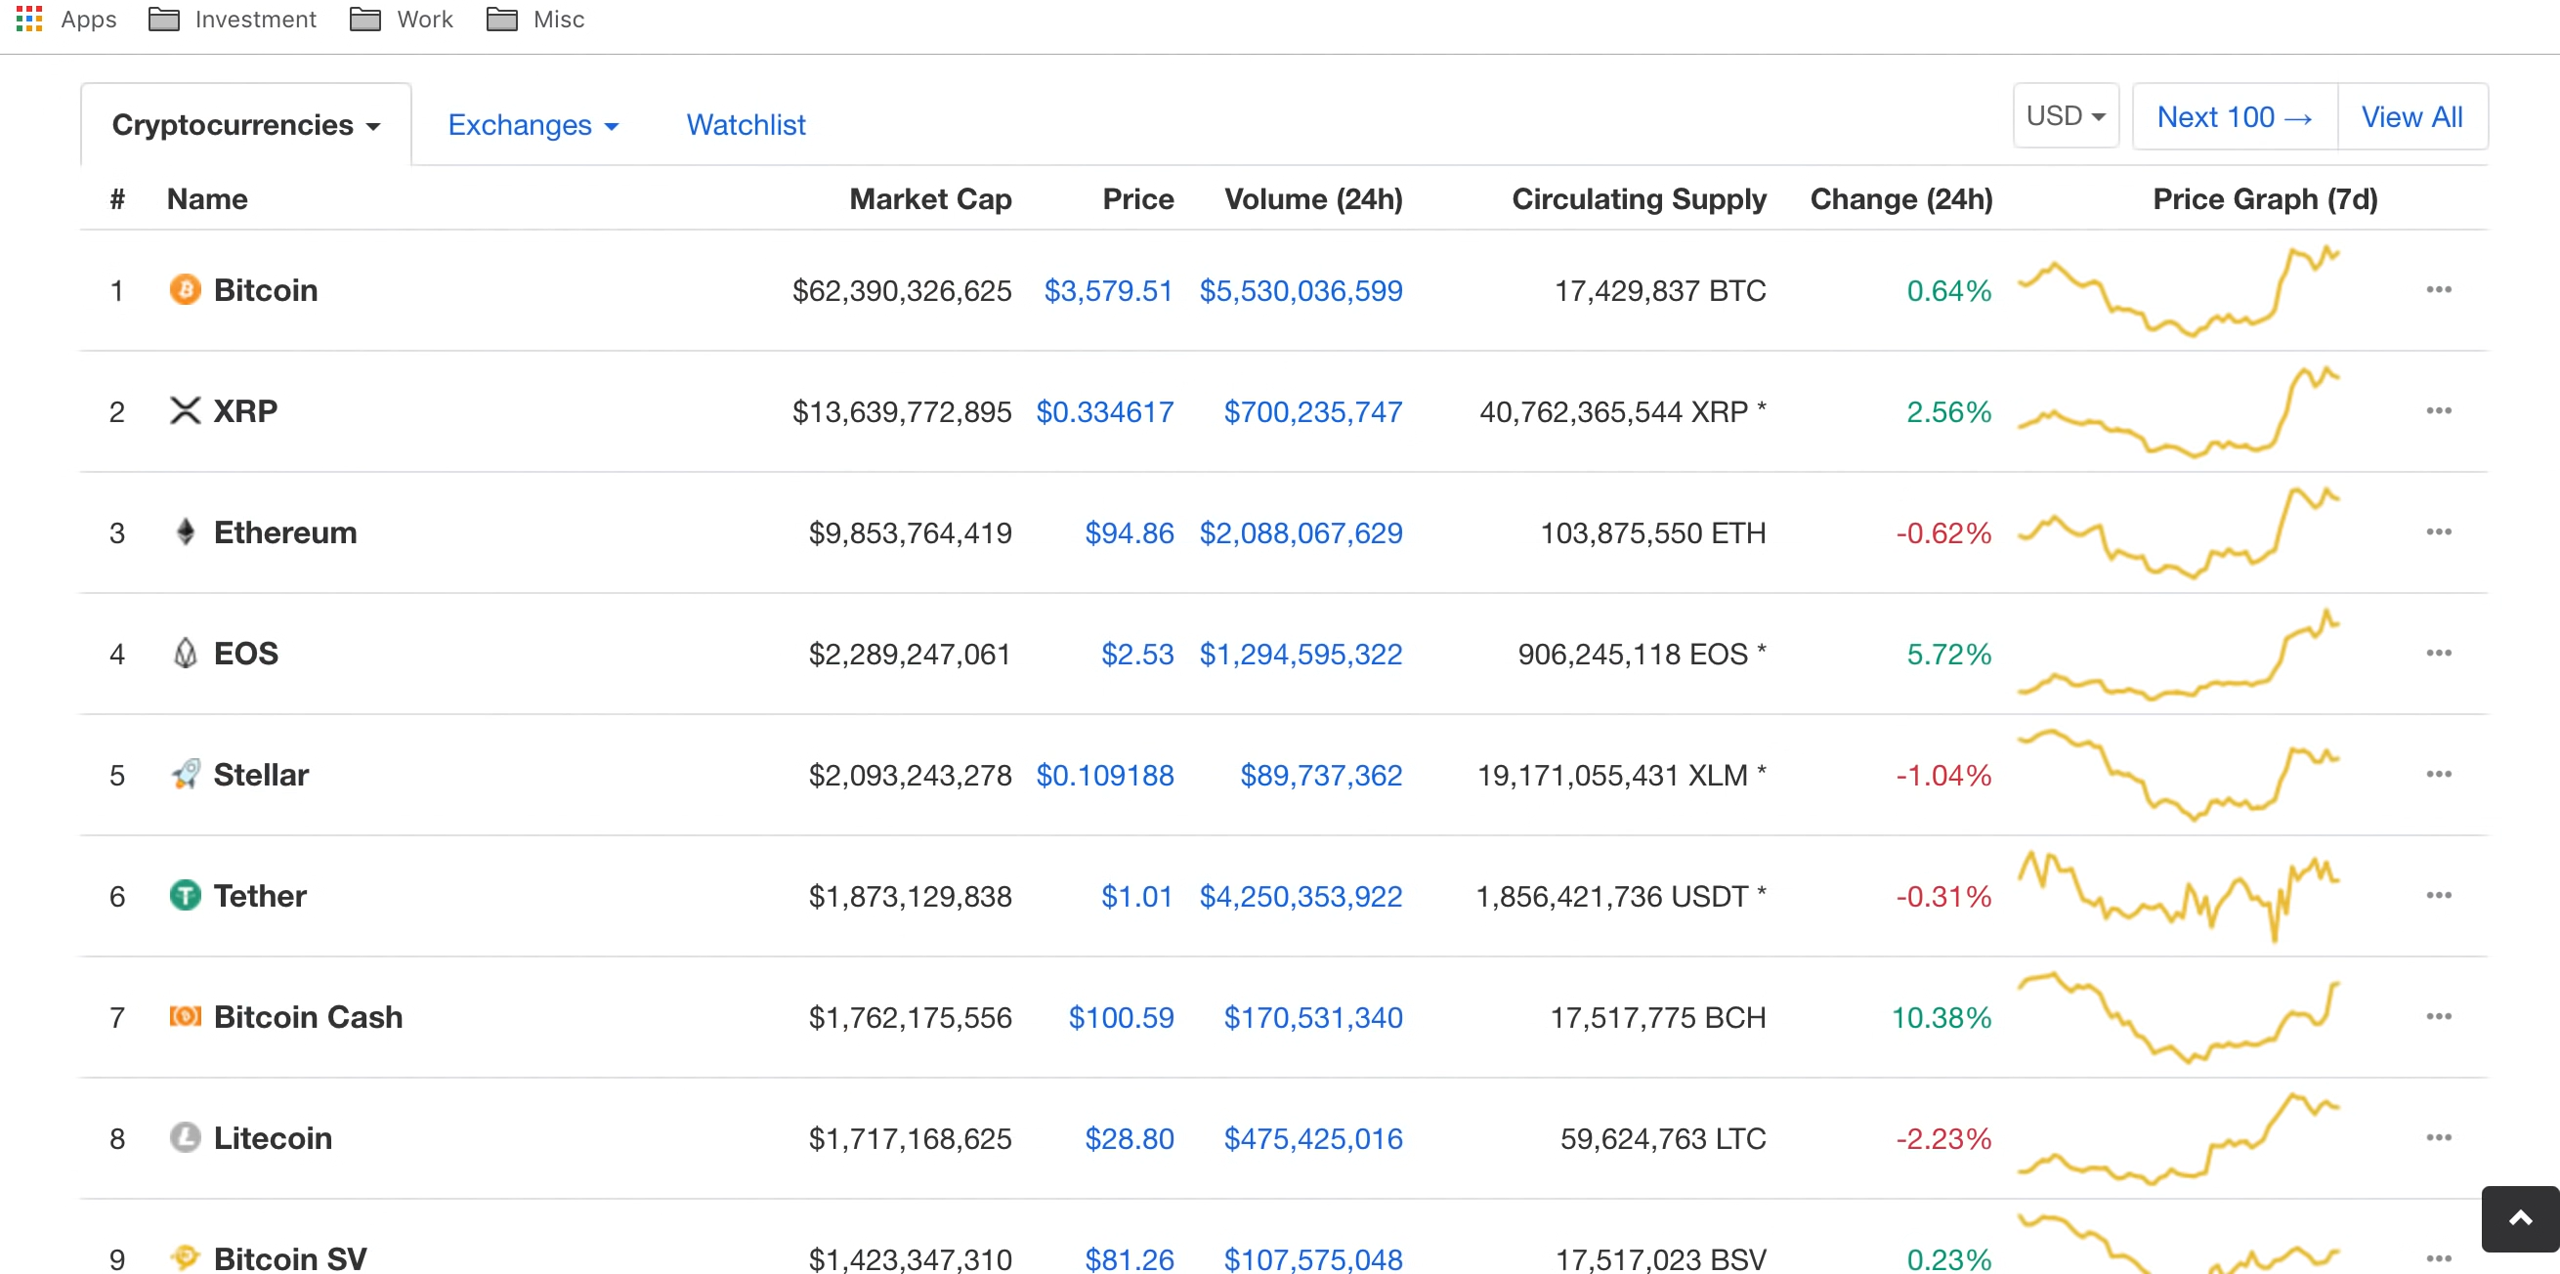 Apps Investment Work Misc
Cryptocurrencies Exchanges Watchlist USD Next 100 → View All
# Name Market Cap Price Volume (24h) Circulating Supply Change (24h) Price Graph (7d)
1 Bitcoin $62,390,326,625 $3,579.51 $5,530,036,599 17,429,837 BTC 0.64%
2 XRP $13,639,772,895 $0.334617 $700,235,747 40,762,365,544 XRP * 2.56%
3 Ethereum $9,853,764,419 $94.86 $2,088,067,629 103,875,550 ETH -0.62%
4 EOS $2,289,247,061 $2.53 $1,294,595,322 906,245,118 EOS * 5.72%
5 Stellar $2,093,243,278 $0.109188 $89,737,362 19,171,055,431 XLM * -1.04%
6 Tether $1,873,129,838 $1.01 $4,250,353,922 1,856,421,736 USDT * -0.31%
7 Bitcoin Cash $1,762,175,556 $100.59 $170,531,340 17,517,775 BCH 10.38%
8 Litecoin $1,717,168,625 $28.80 $475,425,016 59,624,763 LTC -2.23%
9 Bitcoin SV $1,423,347,310 $81.26 $107,575,048 17,517,023 BSV 0.23%